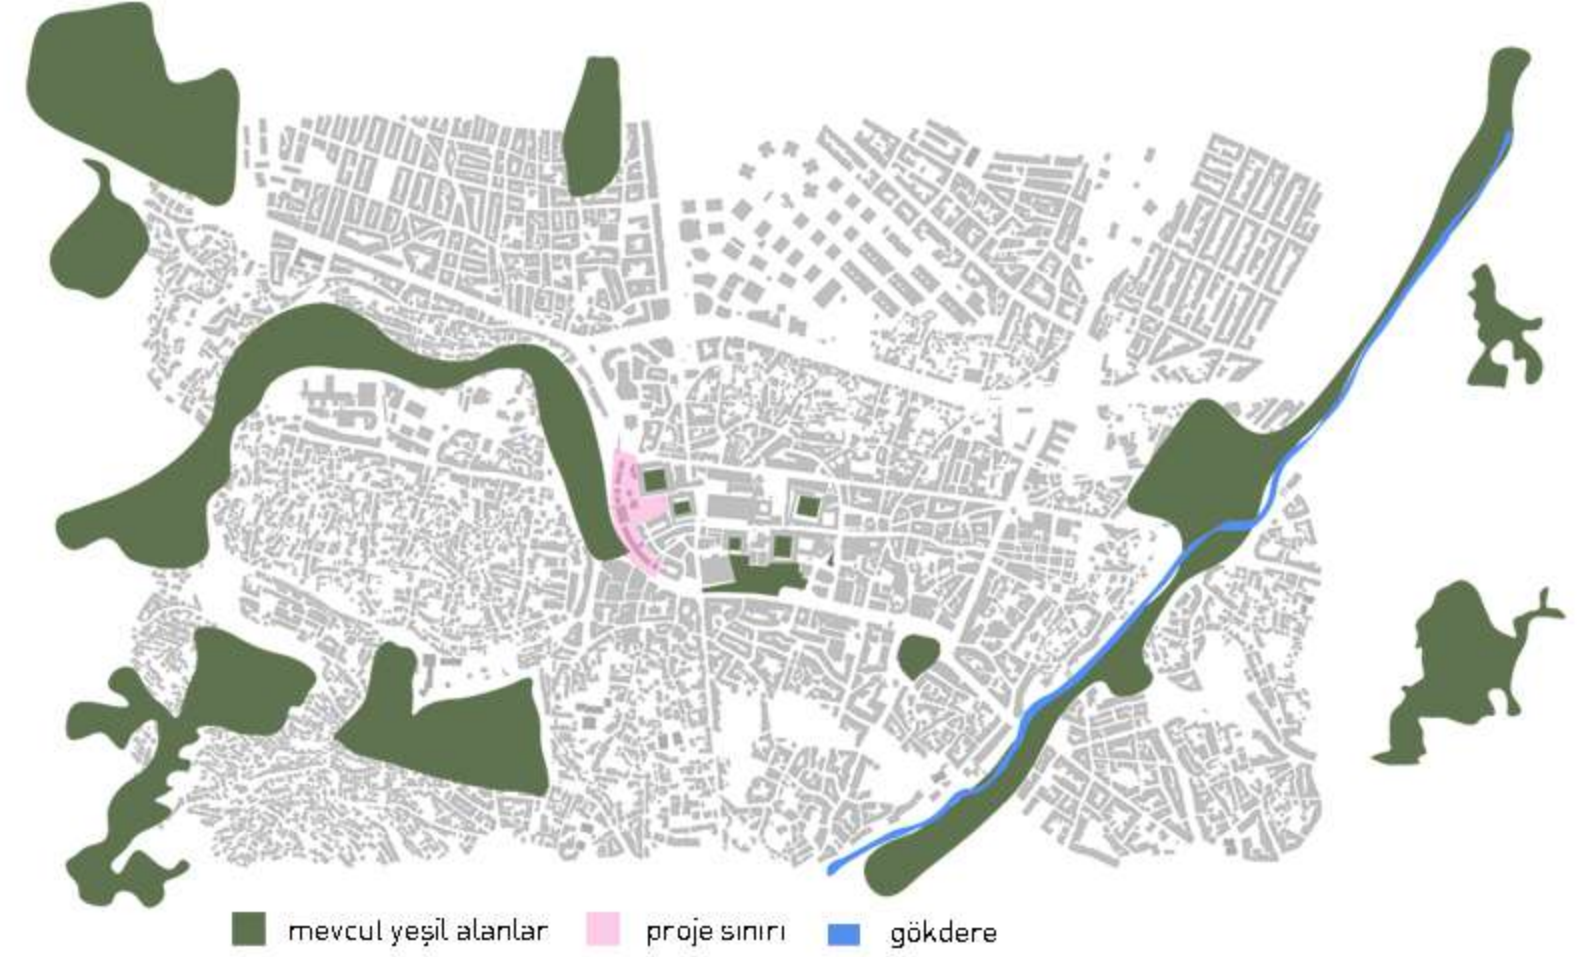 mevcut yeşil alanlar
proje sınırı
gökdere